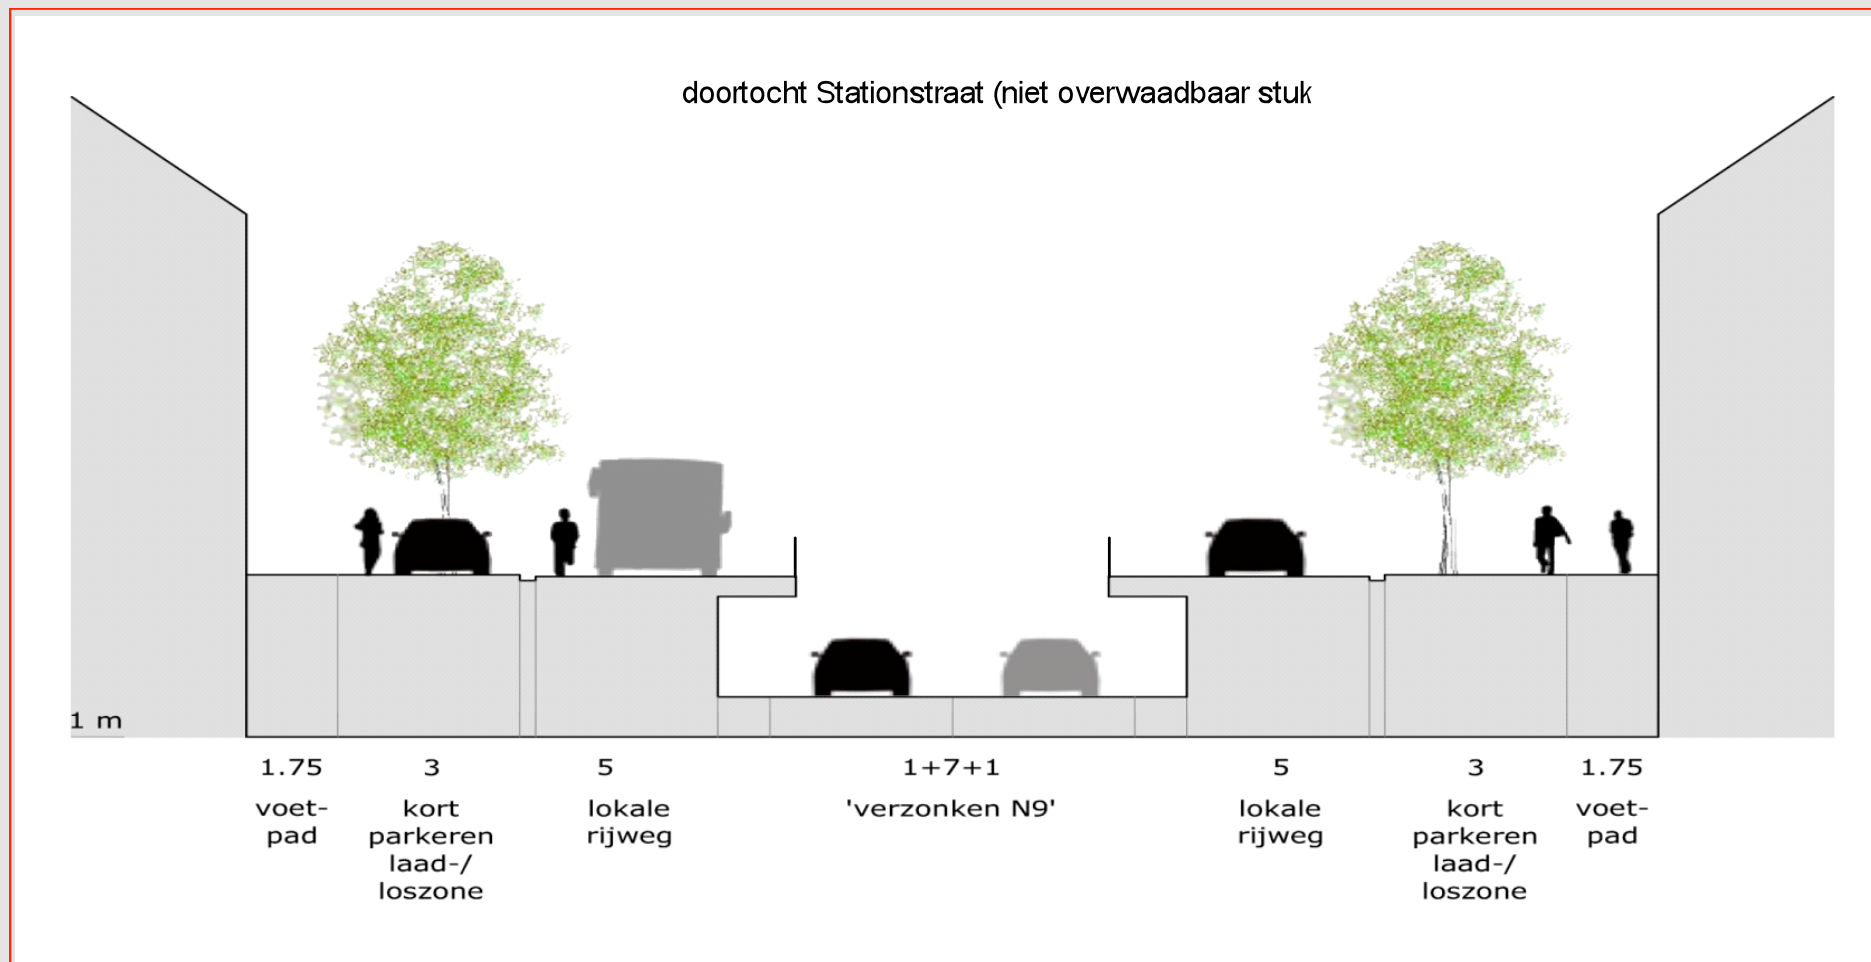 doortocht Stationstraat (niet overwaadbaar stuk
1 m
1.75 3 5 1+7+1 5 3 1.75
voet- kort lokale 'verzonken N9' lokale kort voet-
pad parkeren rijweg rijweg parkeren pad
laad-/ laad-/
loszone loszone